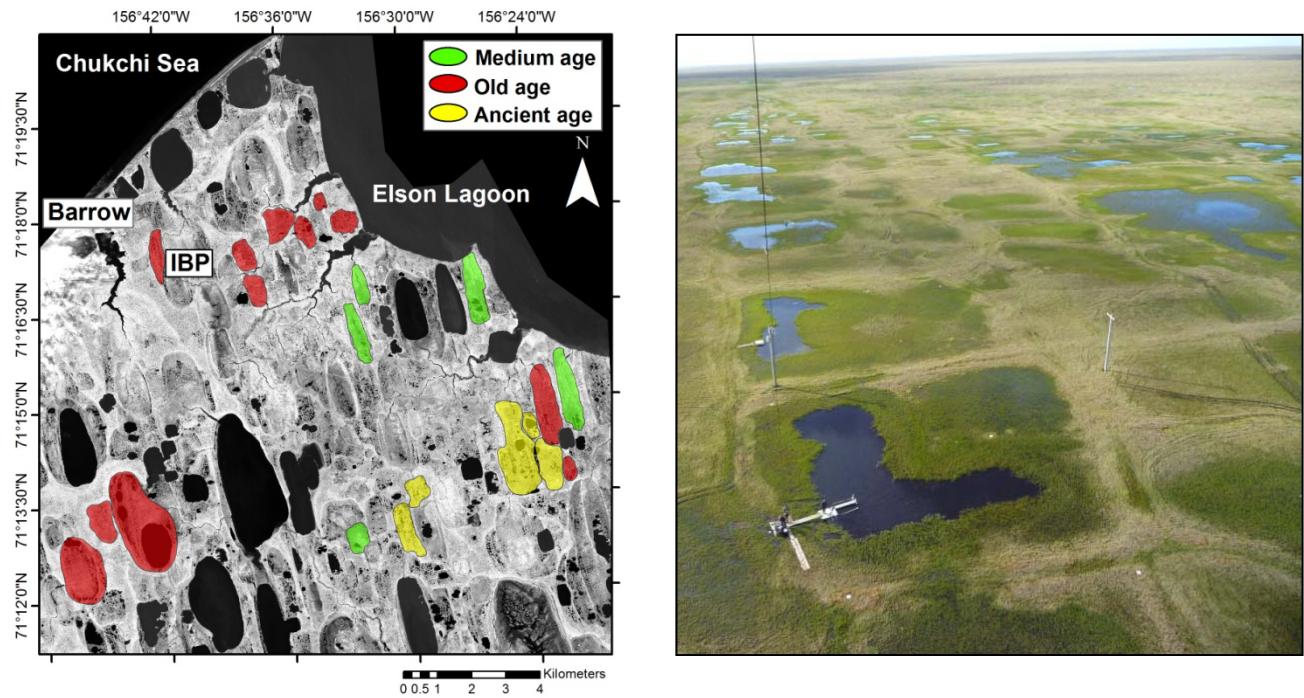 156°42'0"W 156°36'0"W 156°30'0"W 156°24'0"W
Chukchi Sea
Medium age
Old age
Ancient age
N
Elson Lagoon
Barrow
IBP
71°19'30"N
71°18'0"N
71°16'30"N
71°15'0"N
71°13'30"N
71°12'0"N
Kilometers
0 0.5 1 2 3 4